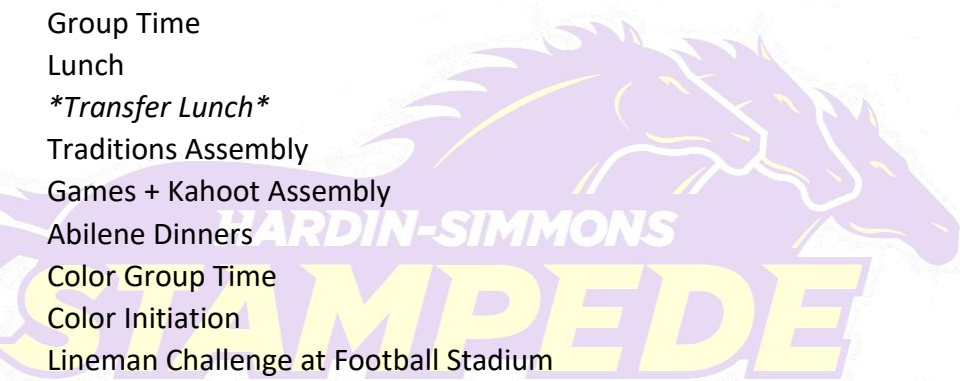 Group Time
Lunch
*Transfer Lunch*
Traditions Assembly
Games + Kahoot Assembly
Abilene Dinners
HARDIN-SIMMONS
Color Group Time
STAMPEDE
Color Initiation
Lineman Challenge at Football Stadium